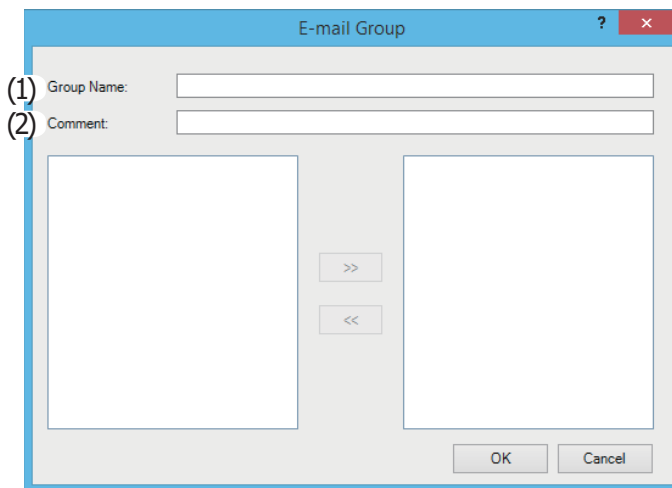 E-mail Group
?
×
(1) Group Name:
(2) Comment:
>>
<<
OK
Cancel